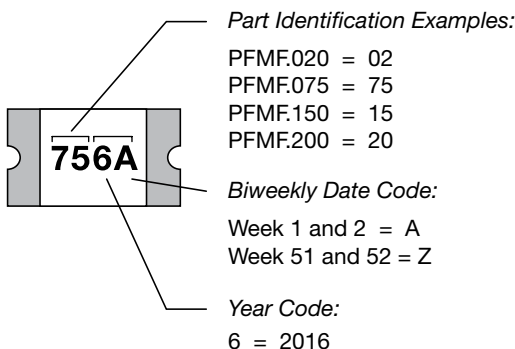 Part Identification Examples:
PFMF.020 = 02
PFMF.075 = 75
PFMF.150 = 15
PFMF.200 = 20
756A
Biweekly Date Code:
Week 1 and 2 = A
Week 51 and 52 = Z
Year Code:
6 = 2016